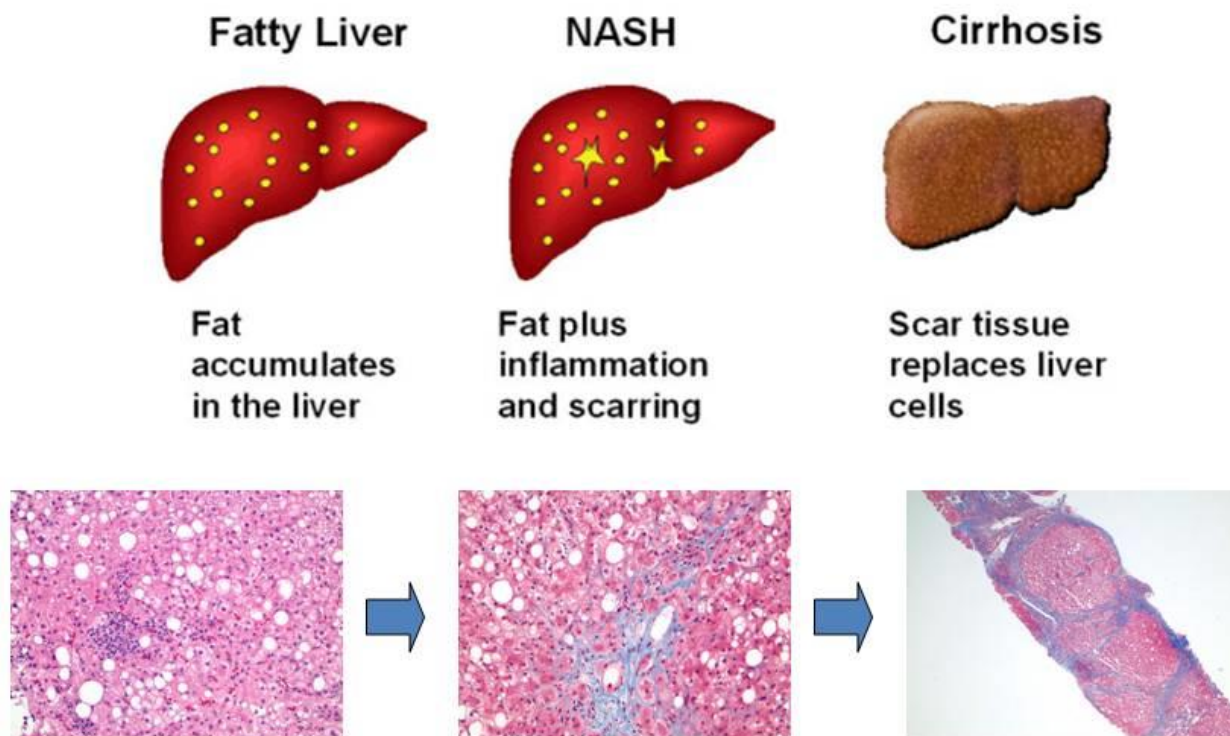 Fatty Liver
NASH
Cirrhosis
Fat
accumulates
in the liver
Fat plus
inflammation
and scarring
Scar tissue
replaces liver
cells